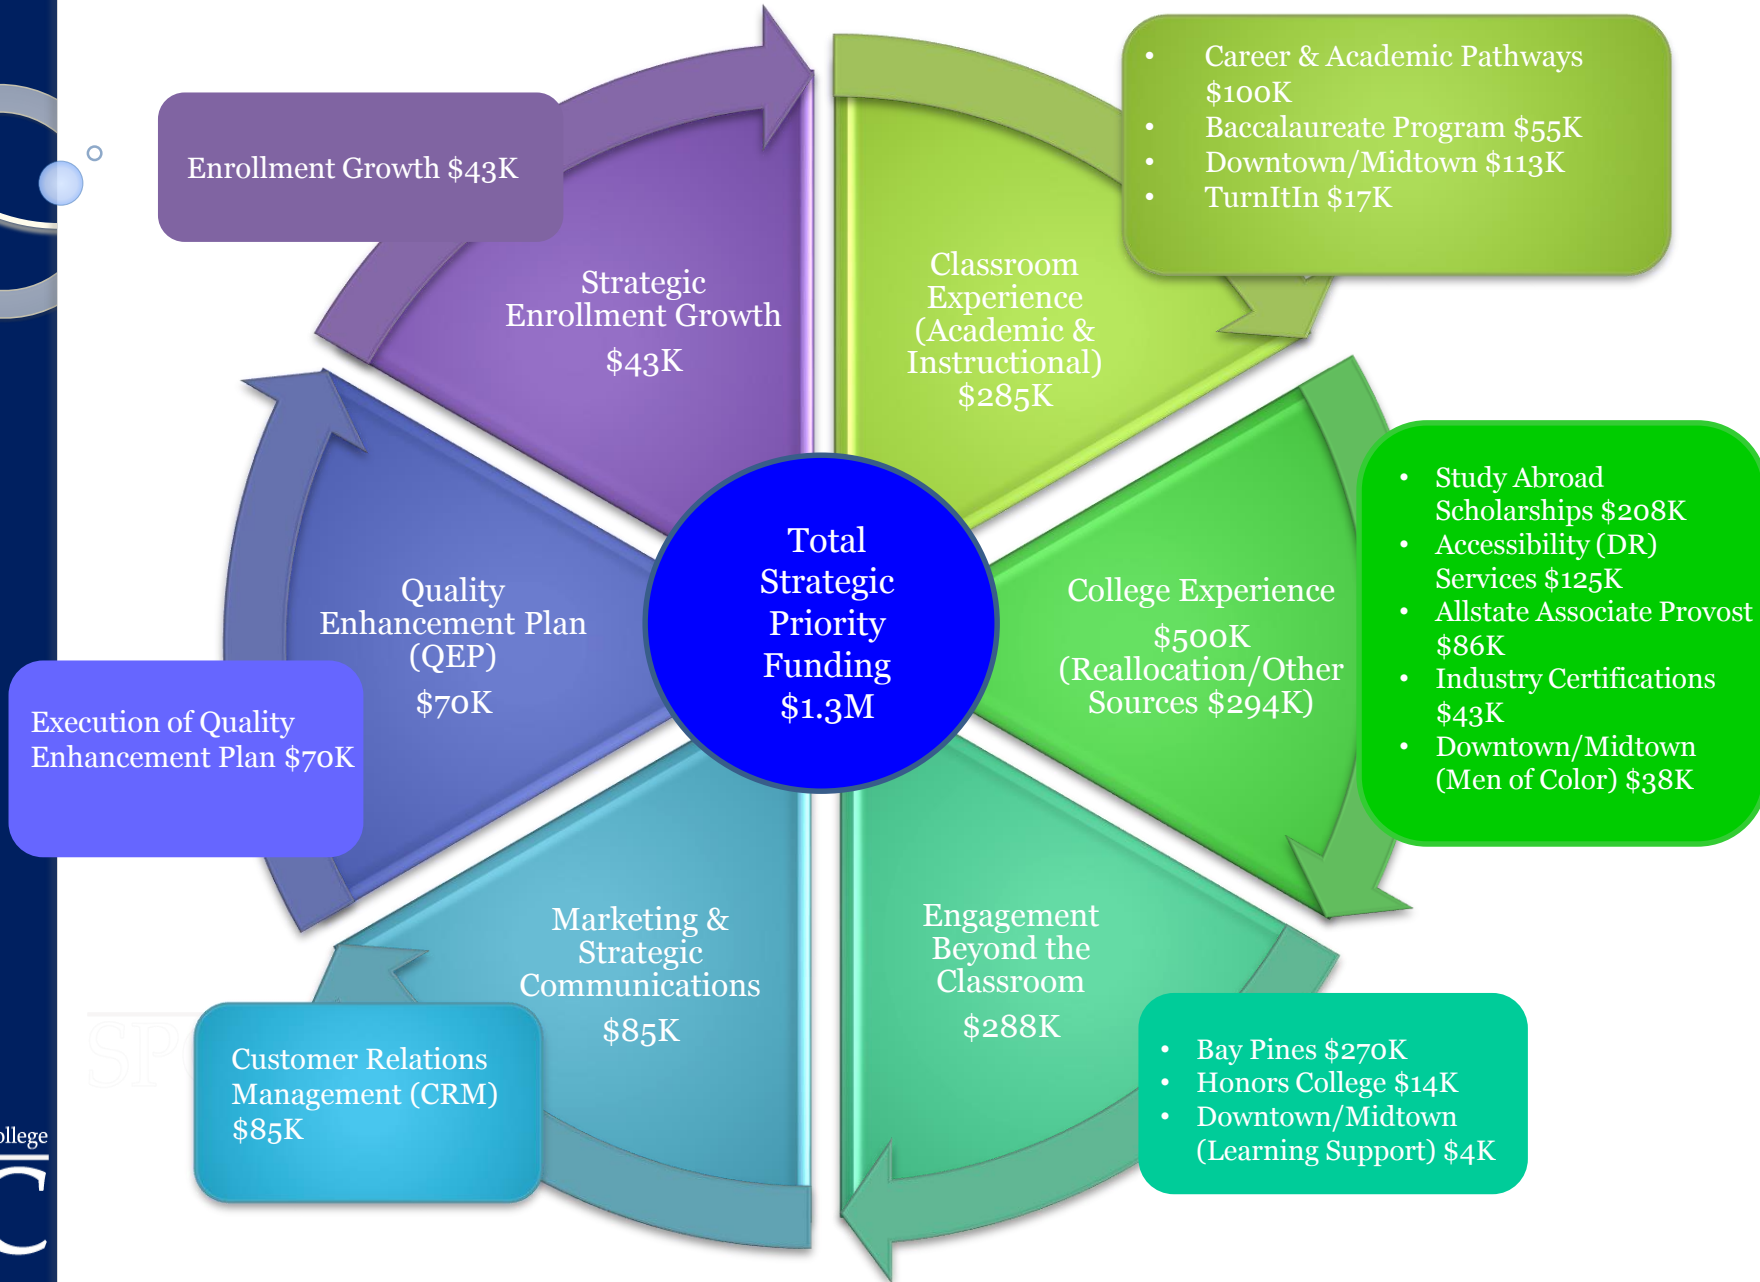 Enrollment Growth $43K
• Career & Academic Pathways
$100K
• Baccalaureate Program $55K
• Downtown/Midtown $113K
• TurnItIn $17K
Strategic
Enrollment Growth
$43K
Classroom
Experience
(Academic &
Instructional)
$285K
• Study Abroad
Scholarships $208K
• Accessibility (DR)
Services $125K
• Allstate Associate Provost
$86K
• Industry Certifications
$43K
• Downtown/Midtown
(Men of Color) $38K
Total
Strategic
Priority
Funding
$1.3M
Quality
Enhancement Plan
(QEP)
$70K
College Experience
$500K
(Reallocation/Other
Sources $294K)
Execution of Quality
Enhancement Plan $70K
Marketing &
Strategic
Communications
$85K
Engagement
Beyond the
Classroom
$288K
Customer Relations
Management (CRM)
$85K
• Bay Pines $270K
• Honors College $14K
• Downtown/Midtown
(Learning Support) $4K
SP
ollege
C